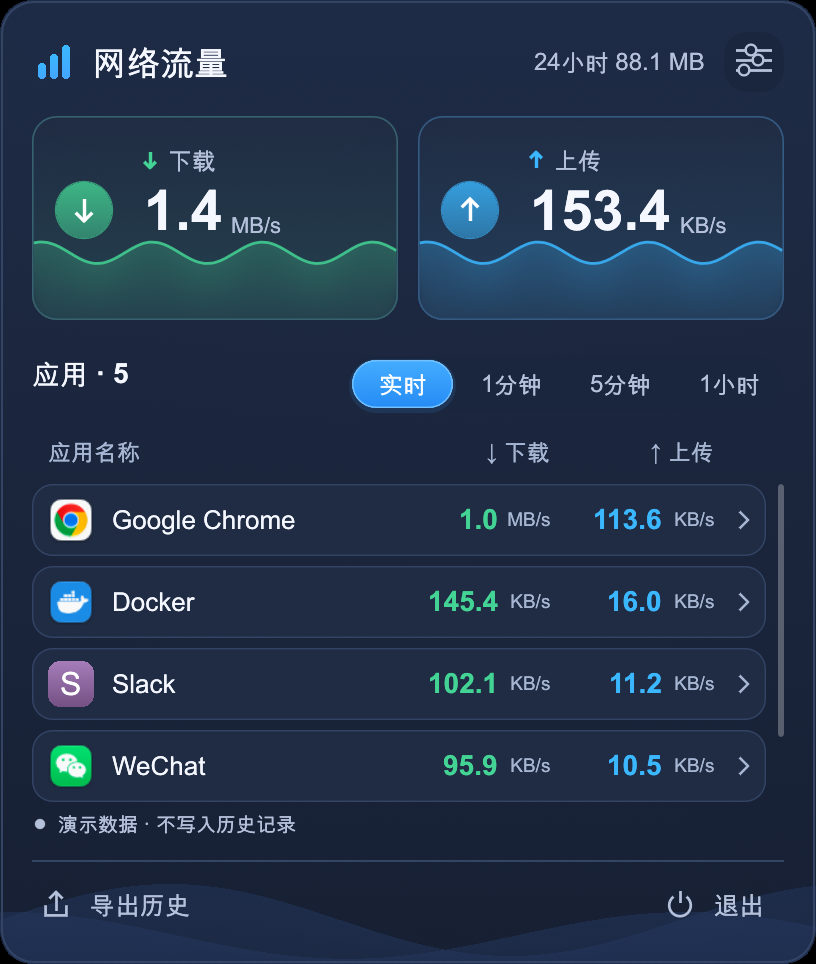 网络流量 24小时 88.1 MB
↓ 下载 ↑ 上传
1.4 MB/s 153.4 KB/s
应用 · 5 实时 1分钟 5分钟 1小时
应用名称 ↓ 下载 ↑ 上传
Google Chrome 1.0 MB/s 113.6 KB/s
Docker 145.4 KB/s 16.0 KB/s
S Slack 102.1 KB/s 11.2 KB/s
WeChat 95.9 KB/s 10.5 KB/s
演示数据 · 不写入历史记录
导出历史 退出